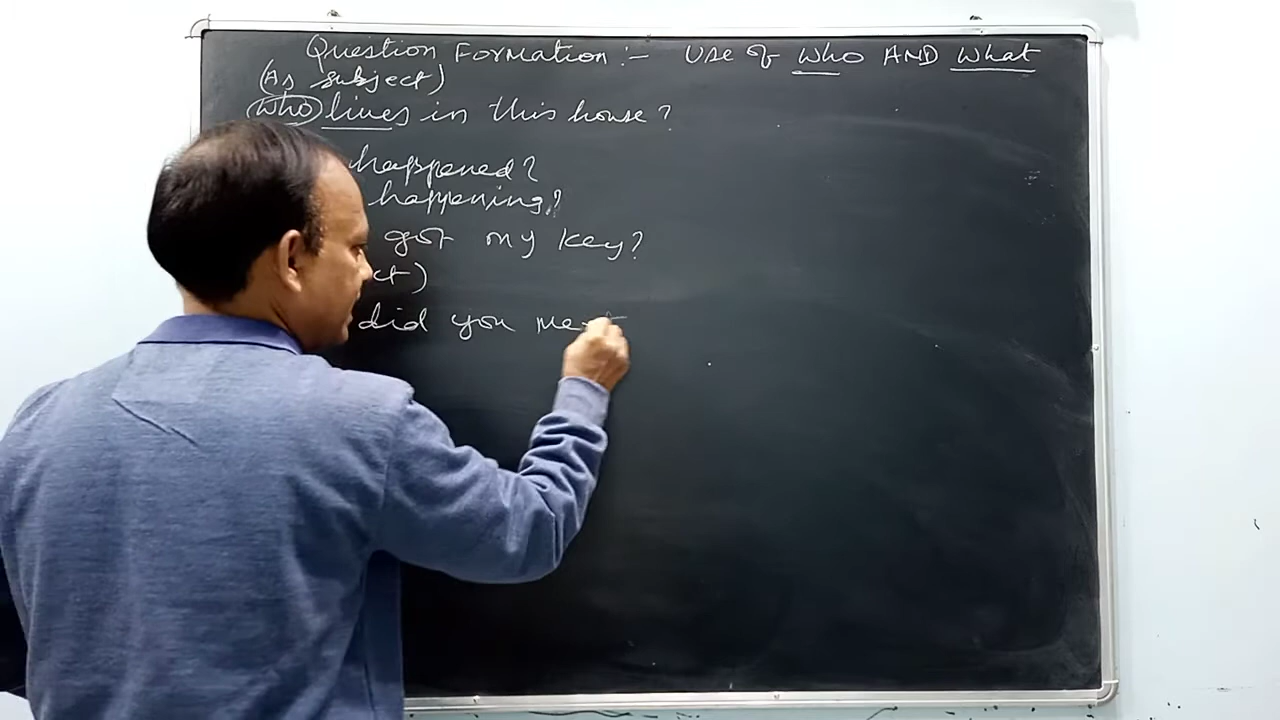 Question Formation :- Use of Who AND What
(As subject)
Who lives in this house?
happened?
happening?
got my key?
ct)
did you